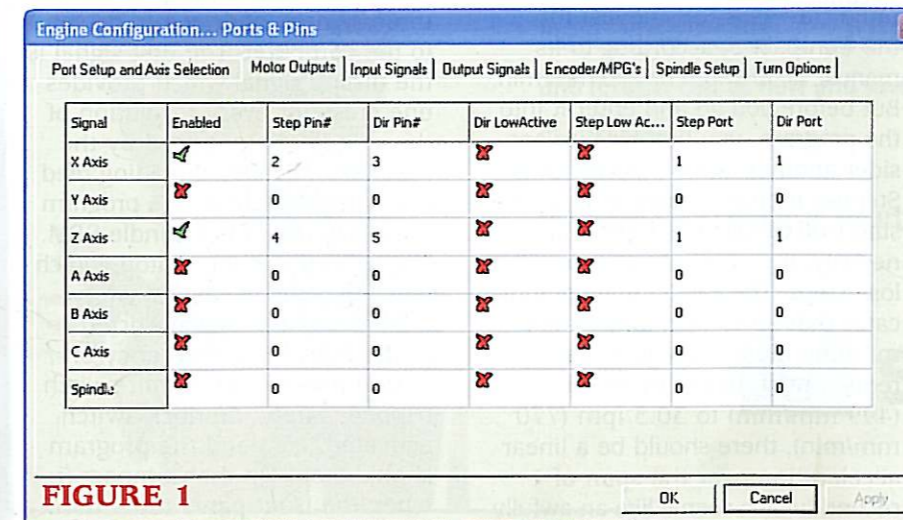 Engine Configuration... Ports & Pins
Port Setup and Axis Selection Motor Outputs Input Signals Output Signals Encoder/MPG's Spindle Setup Turn Options
Signal Enabled Step Pin# Dir Pin# Dir LowActive Step Low Ac... Step Port Dir Port
X Axis 2 3 1 1
Y Axis 0 0 0 0
Z Axis 4 5 1 1
A Axis 0 0 0 0
B Axis 0 0 0 0
C Axis 0 0 0 0
Spindle 0 0 0 0
FIGURE 1
OK Cancel Apply